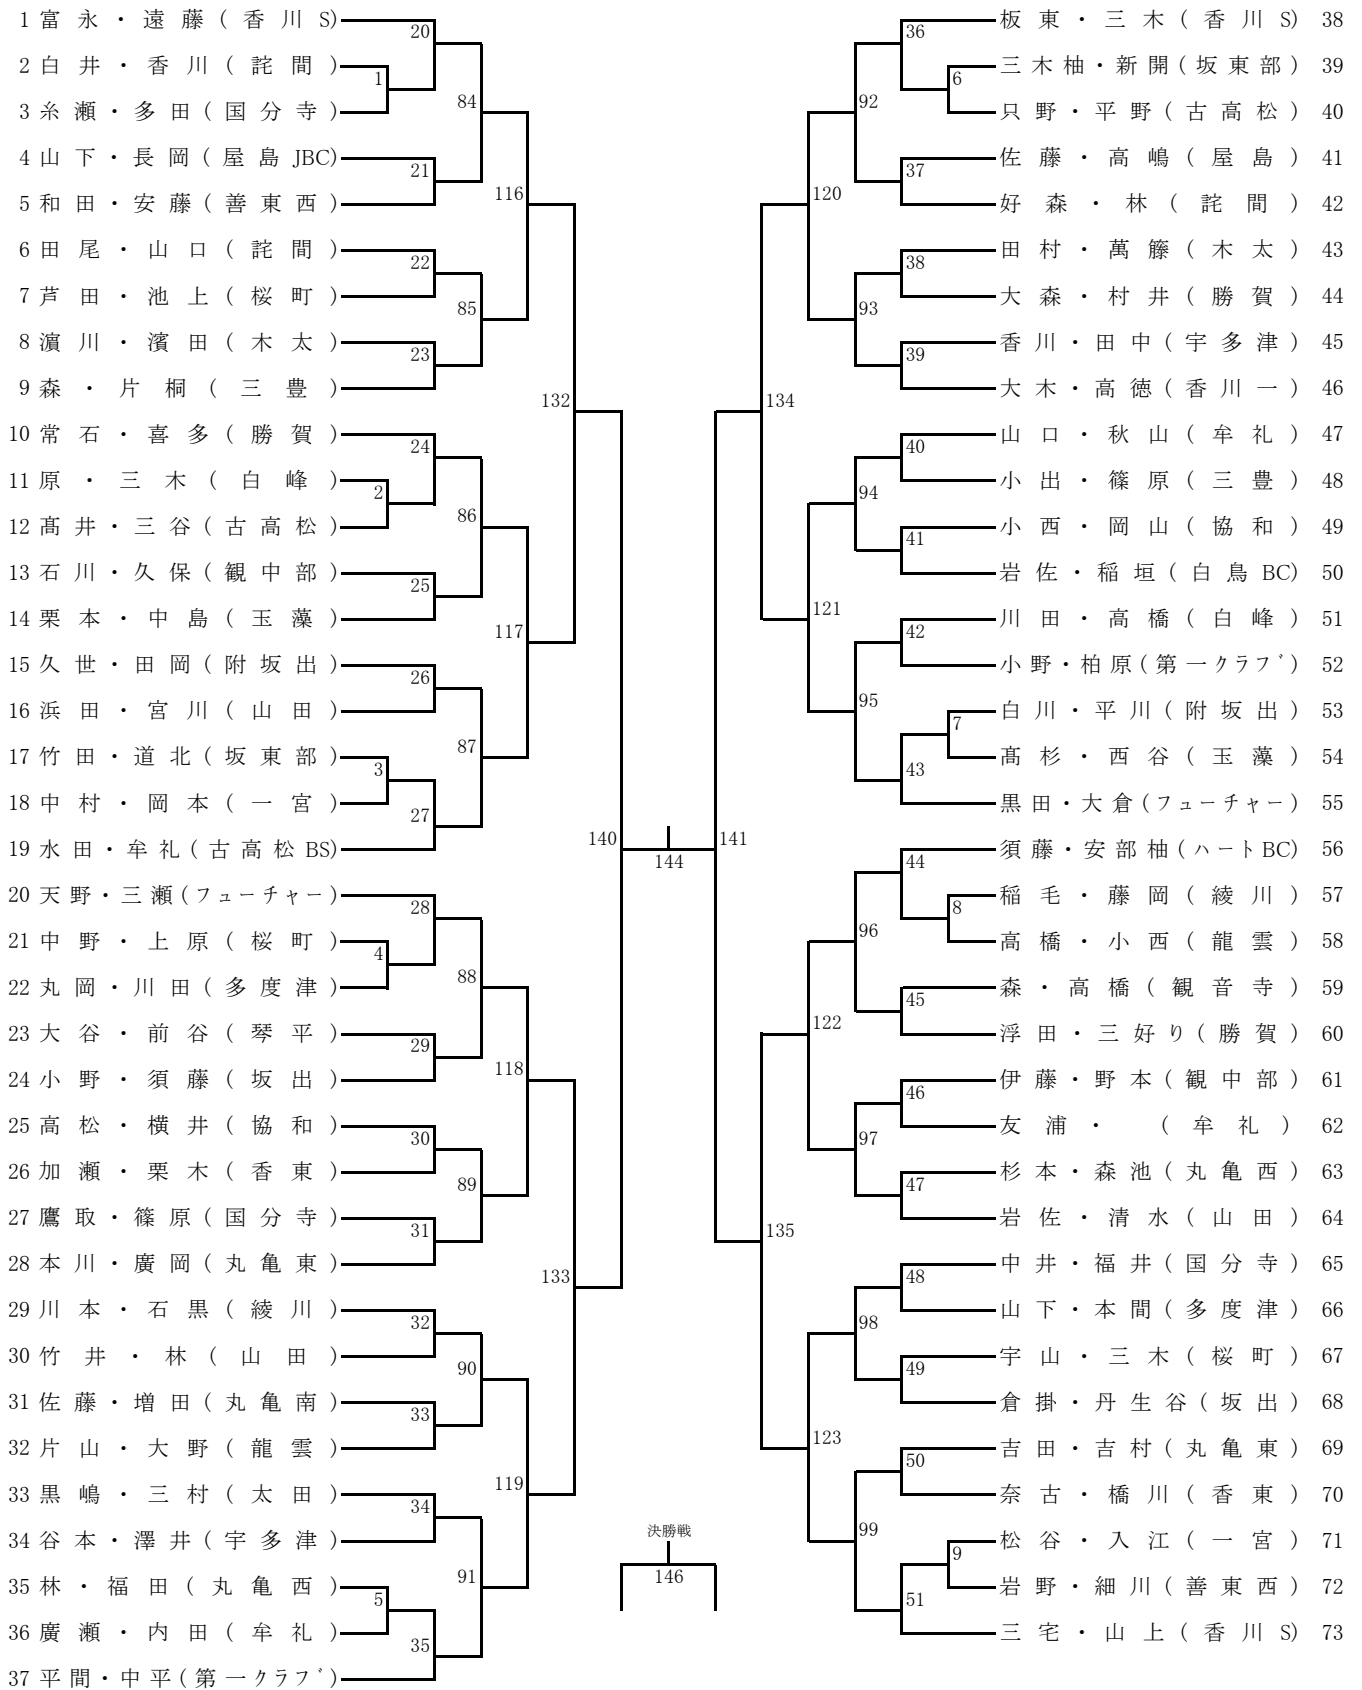 1 富永・遠藤(香川S)
2 白井・香川(詫間)
3 糸瀬・多田(国分寺)
4 山下・長岡(屋島JBC)
5 和田・安藤(善東西)
6 田尾・山口(詫間)
7 芦田・池上(桜町)
8 濵川・濱田(木太)
9 森・片桐(三豊)
10 常石・喜多(勝賀)
11 原・三木(白峰)
12 髙井・三谷(古高松)
13 石川・久保(観中部)
14 栗本・中島(玉藻)
15 久世・田岡(附坂出)
16 浜田・宮川(山田)
17 竹田・道北(坂東部)
18 中村・岡本(一宮)
19 水田・牟礼(古高松BS)
20 天野・三瀬(フューチャー)
21 中野・上原(桜町)
22 丸岡・川田(多度津)
23 大谷・前谷(琴平)
24 小野・須藤(坂出)
25 高松・横井(協和)
26 加瀬・栗木(香東)
27 鷹取・篠原(国分寺)
28 本川・廣岡(丸亀東)
29 川本・石黒(綾川)
30 竹井・林(山田)
31 佐藤・増田(丸亀南)
32 片山・大野(龍雲)
33 黒嶋・三村(太田)
34 谷本・澤井(宇多津)
35 林・福田(丸亀西)
36 廣瀬・内田(牟礼)
37 平間・中平(第一クラブ)
20
1
84
21
116
22
85
23
132
24
2
86
25
117
26
87
3
27
140
28
4
88
29
118
30
89
31
133
32
90
33
119
34
91
5
35
144
決勝戦
146
141
36
6
92
37
120
38
93
39
134
40
94
41
121
42
95
7
43
44
8
96
45
122
46
97
47
135
48
98
49
123
50
99
9
51
板東・三木(香川S) 38
三木柚・新開(坂東部) 39
只野・平野(古高松) 40
佐藤・高嶋(屋島) 41
好森・林(詫間) 42
田村・萬籐(木太) 43
大森・村井(勝賀) 44
香川・田中(宇多津) 45
大木・高徳(香川一) 46
山口・秋山(牟礼) 47
小出・篠原(三豊) 48
小西・岡山(協和) 49
岩佐・稲垣(白鳥BC) 50
川田・高橋(白峰) 51
小野・柏原(第一クラブ) 52
白川・平川(附坂出) 53
髙杉・西谷(玉藻) 54
黒田・大倉(フューチャー) 55
須藤・安部柚(ハートBC) 56
稲毛・藤岡(綾川) 57
高橋・小西(龍雲) 58
森・高橋(観音寺) 59
浮田・三好り(勝賀) 60
伊藤・野本(観中部) 61
友浦・ (牟礼) 62
杉本・森池(丸亀西) 63
岩佐・清水(山田) 64
中井・福井(国分寺) 65
山下・本間(多度津) 66
宇山・三木(桜町) 67
倉掛・丹生谷(坂出) 68
吉田・吉村(丸亀東) 69
奈古・橋川(香東) 70
松谷・入江(一宮) 71
岩野・細川(善東西) 72
三宅・山上(香川S) 73